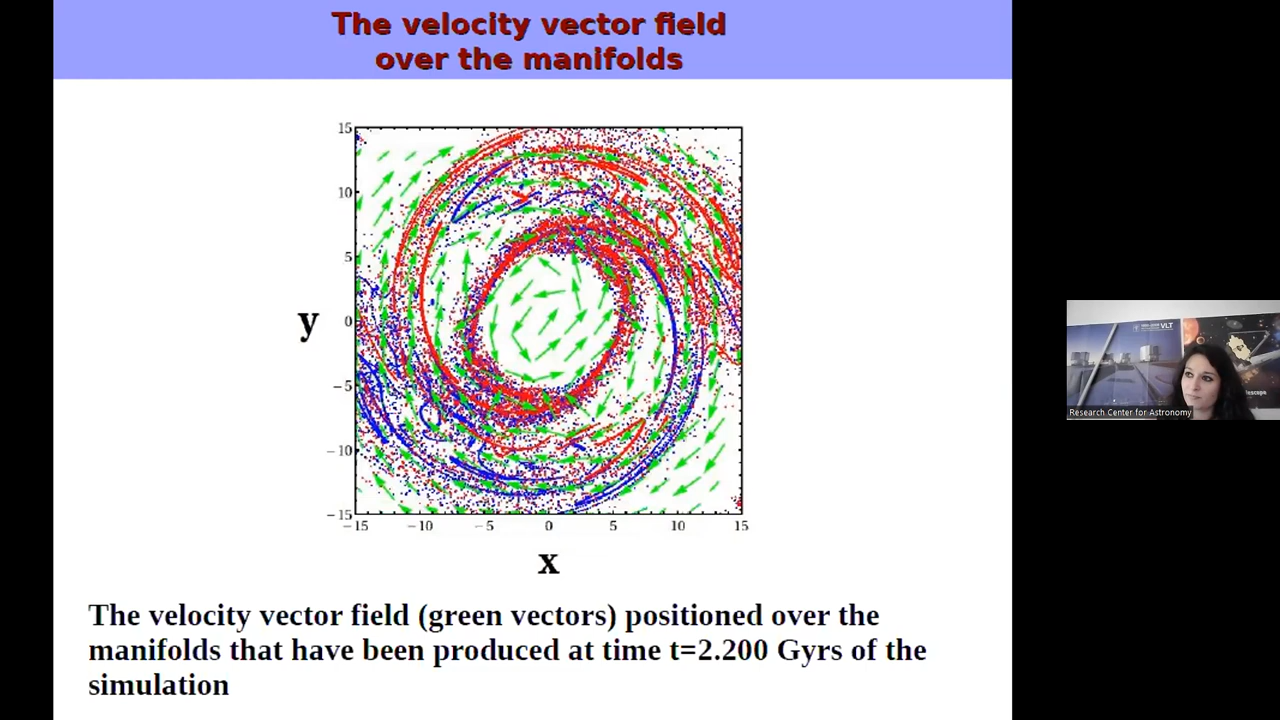 The velocity vector field
over the manifolds
15
10
5
0
−5
−10
−15
y
−15 −10 −5 0 5 10 15
x
VLT
Research Center for Astronomy
The velocity vector field (green vectors) positioned over the
manifolds that have been produced at time t=2.200 Gyrs of the
simulation